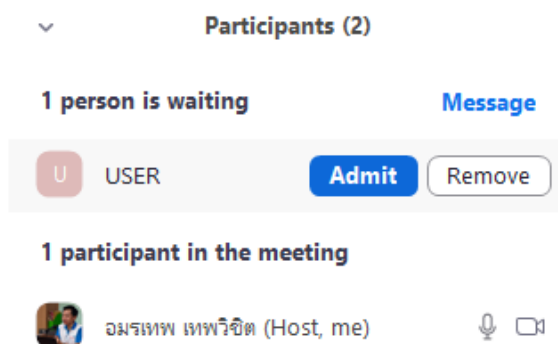 Participants (2)
1 person is waiting Message
U USER Admit Remove
1 participant in the meeting
อมรเทพ เทพวิชิต (Host, me)